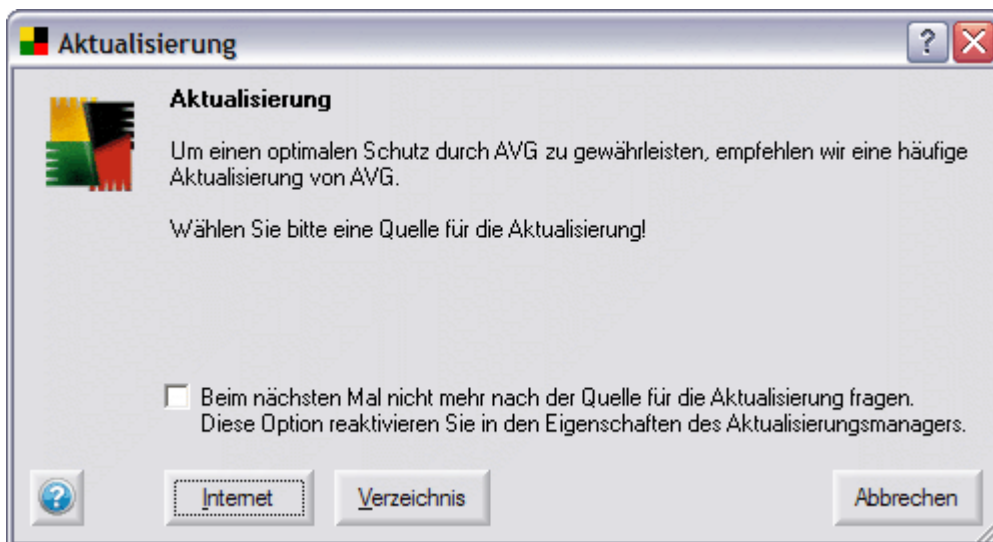 Aktualisierung
?
Aktualisierung
Um einen optimalen Schutz durch AVG zu gewährleisten, empfehlen wir eine häufige
Aktualisierung von AVG.
Wählen Sie bitte eine Quelle für die Aktualisierung!
Beim nächsten Mal nicht mehr nach der Quelle für die Aktualisierung fragen.
Diese Option reaktivieren Sie in den Eigenschaften des Aktualisierungsmanagers.
?
Internet
Verzeichnis
Abbrechen